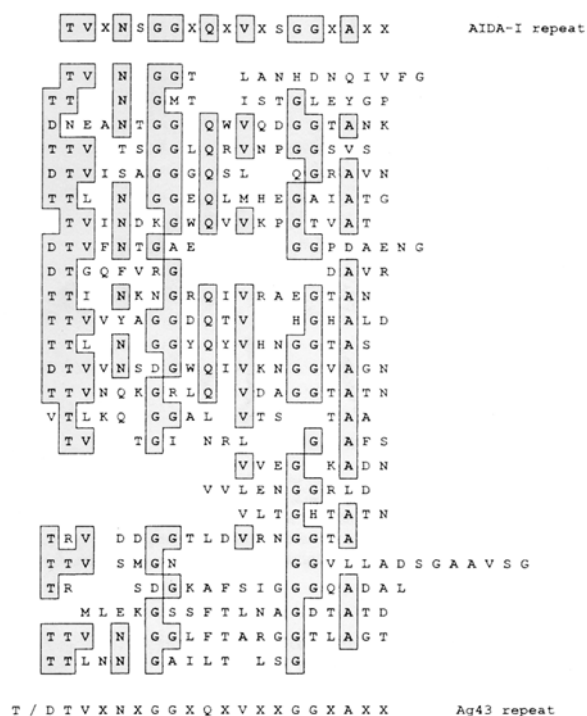 T V X N S G G X Q X V X S G G X A X X AIDA-I repeat
T V N G G T L A N H D N Q I V F G
T T N G M T I S T G L E Y G P
D N E A N T G G Q W V Q D G G T A N K
T T V T S G G L Q R V N P G G S V S
D T V I S A G G G Q S L Q G R A V N
T T L N G G E Q L M H E G A I A T G
T V I N D K G W Q V V K P G T V A T
D T V F N T G A E G G P D A E N G
D T G Q F V R G D A V R
T T I N K N G R Q I V R A E G T A N
T T V V Y A G G D Q T V H G H A L D
T T L N G G Y Q Y V H N G G T A S
D T V V N S D G W Q I V K N G G V A G N
T T V N Q K G R L Q V D A G G T A T N
V T L K Q G G A L V T S T A A
T V T G I N R L G A F S
V V E G K A D N
V V L E N G G R L D
V L T G H T A T N
T R V D D G G T L D V R N G G T A
T T V S M G N G G V L L A D S G A A V S G
T R S D G K A F S I G G G Q A D A L
M L E K G S S F T L N A G D T A T D
T T V N G G L F T A R G G T L A G T
T T L N N G A I L T L S G
T / D T V X N X G G X Q X V X X G G X A X X Ag43 repeat